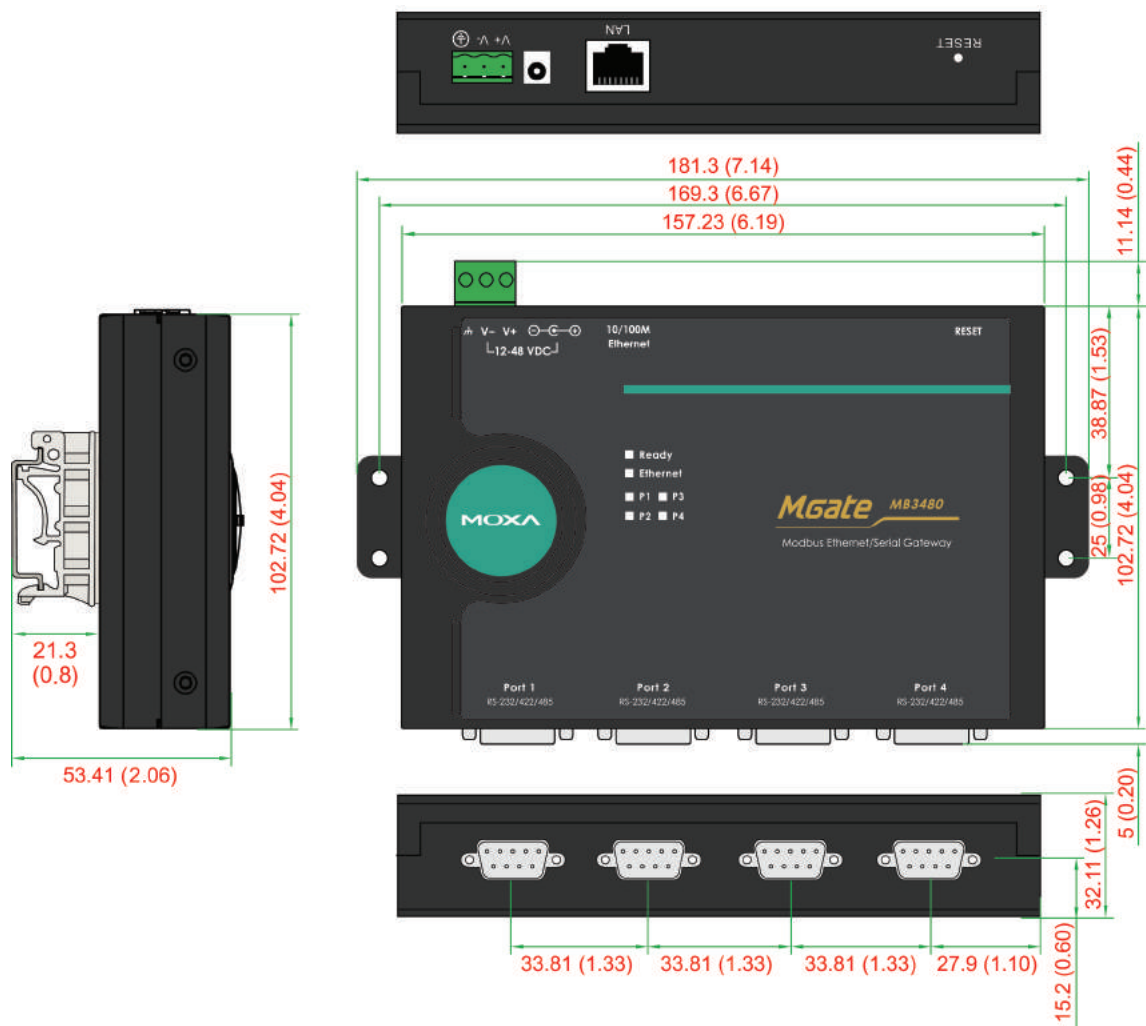 V+ V-
LAN
RESET
181.3 (7.14)
169.3 (6.67)
157.23 (6.19)
11.14 (0.44)
V- V+
12-48 VDC
10/100M
Ethernet
RESET
38.87 (1.53)
Ready
Ethernet
P1 P3
P2 P4
MOXA
MGate MB3480
Modbus Ethernet/Serial Gateway
25 (0.98)
102.72 (4.04)
102.72 (4.04)
21.3
(0.8)
53.41 (2.06)
Port 1 Port 2 Port 3 Port 4
RS-232/422/485 RS-232/422/485 RS-232/422/485 RS-232/422/485
5 (0.20)
32.11 (1.26)
33.81 (1.33) 33.81 (1.33) 33.81 (1.33) 27.9 (1.10)
15.2 (0.60)